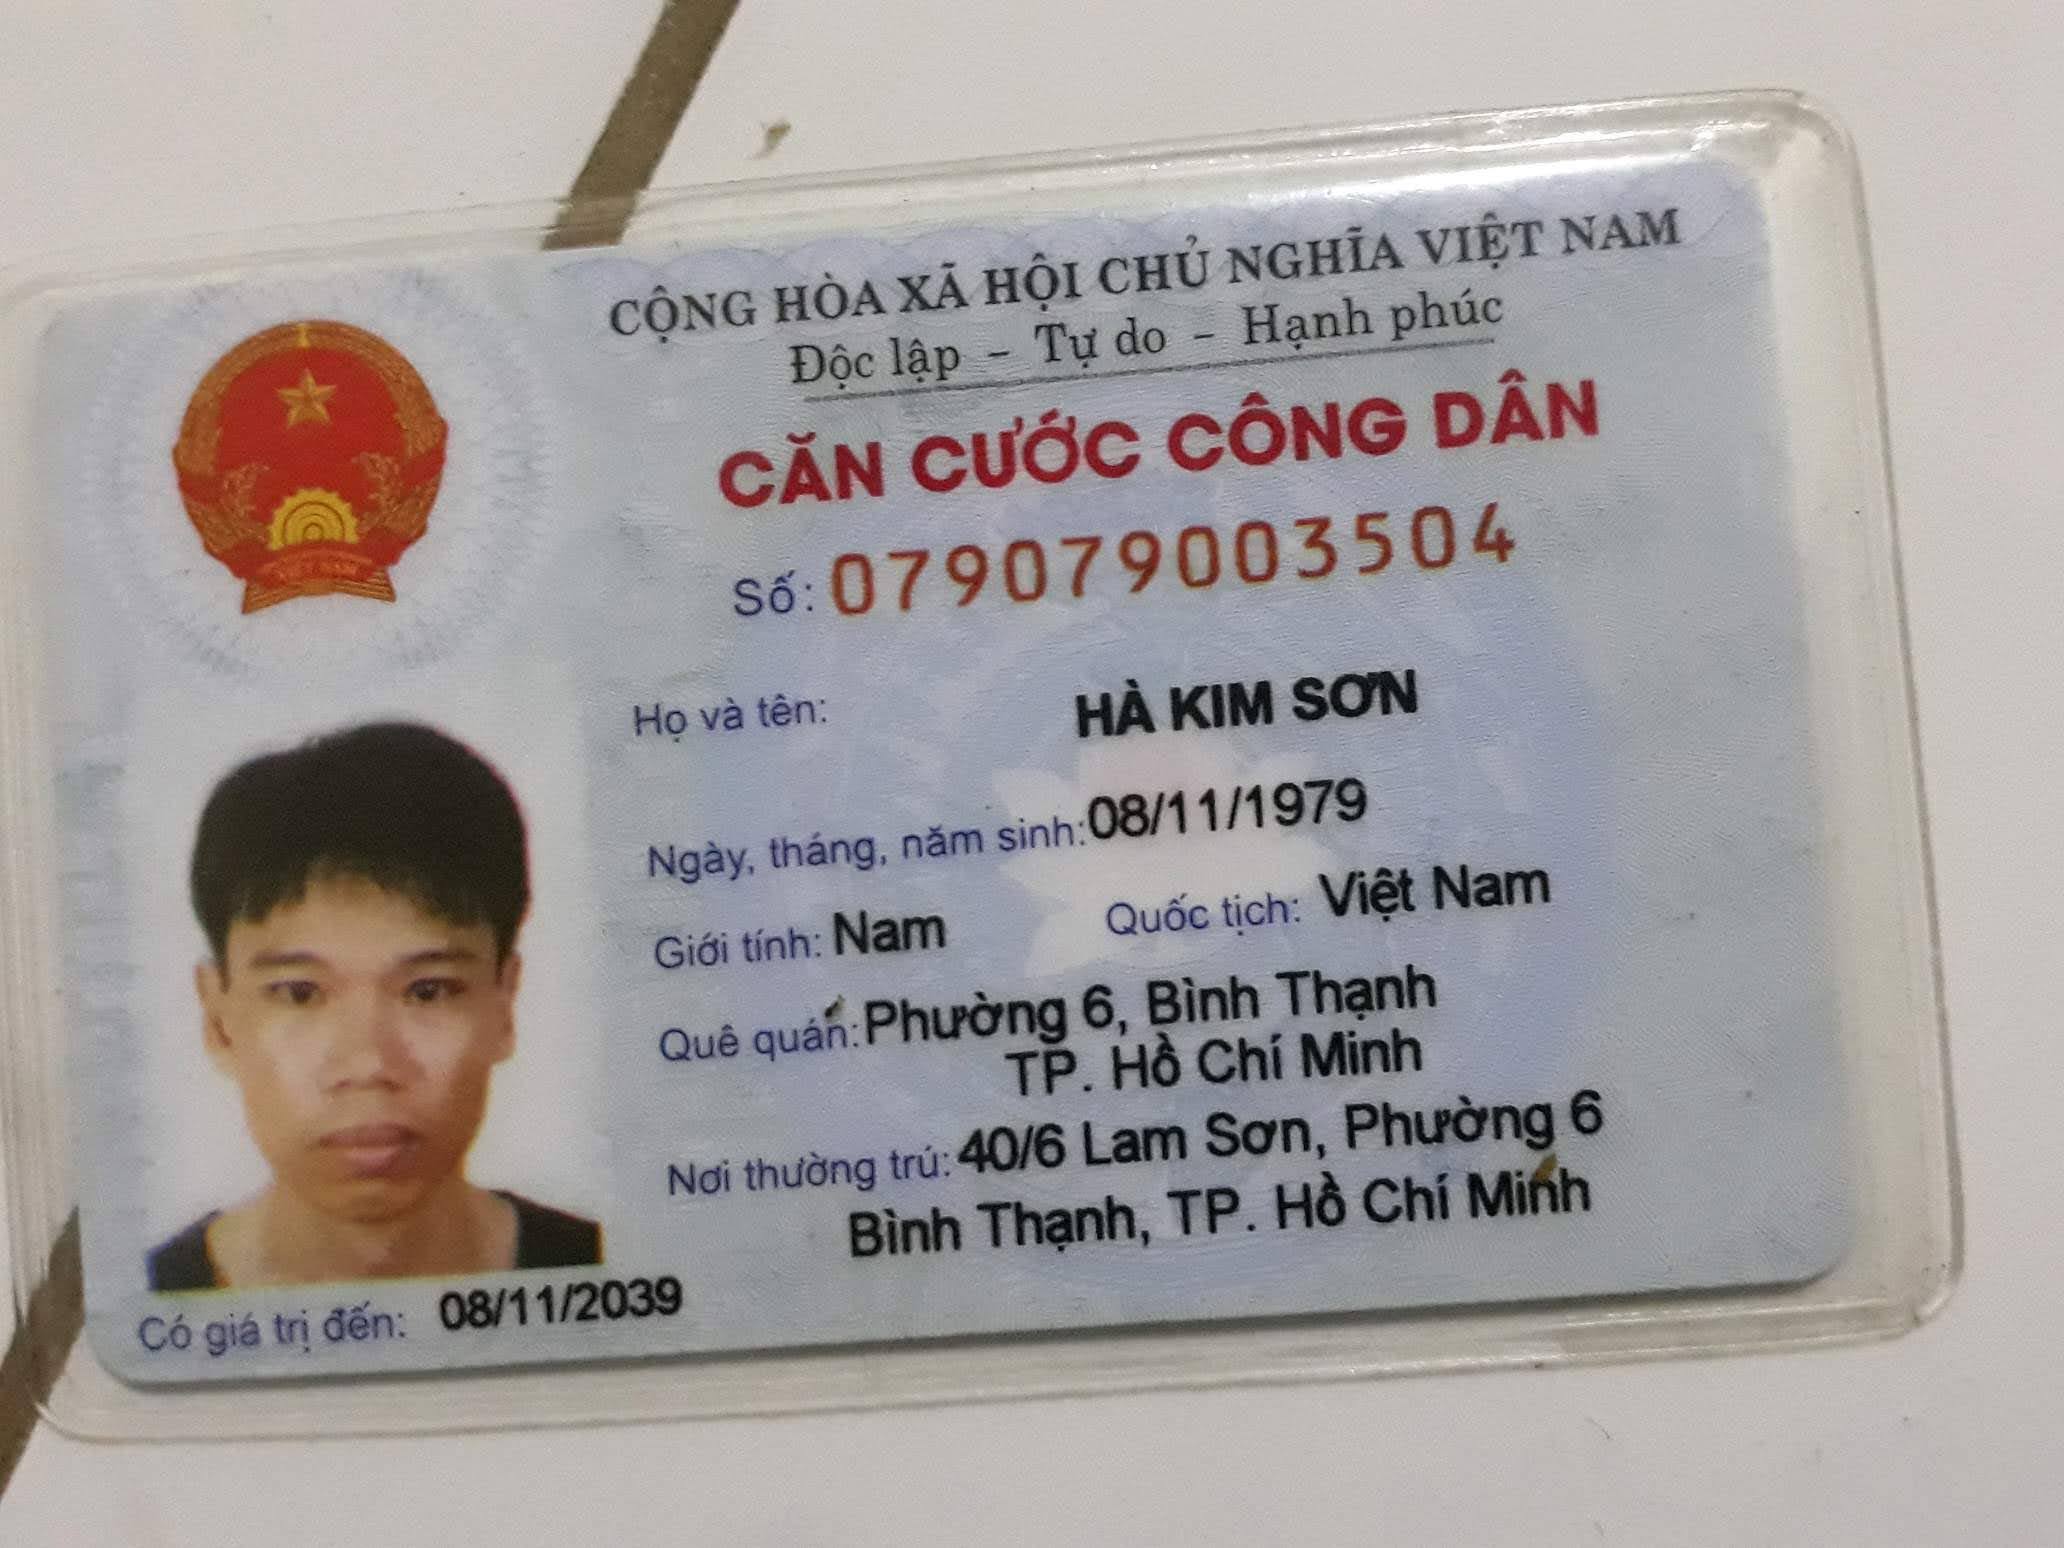 CỘNG HÒA XÃ HỘI CHỦ NGHĨA VIỆT NAM
Độc lập - Tự do - Hạnh phúc
CĂN CƯỚC CÔNG DÂN
Số: 079079003504
VIỆT NAM
Họ và tên: HÀ KIM SƠN
Ngày, tháng, năm sinh: 08/11/1979
Giới tính: Nam Quốc tịch: Việt Nam
Quê quán: Phường 6, Bình Thạnh
TP. Hồ Chí Minh
Nơi thường trú: 40/6 Lam Sơn, Phường 6
Bình Thạnh, TP. Hồ Chí Minh
Có giá trị đến: 08/11/2039